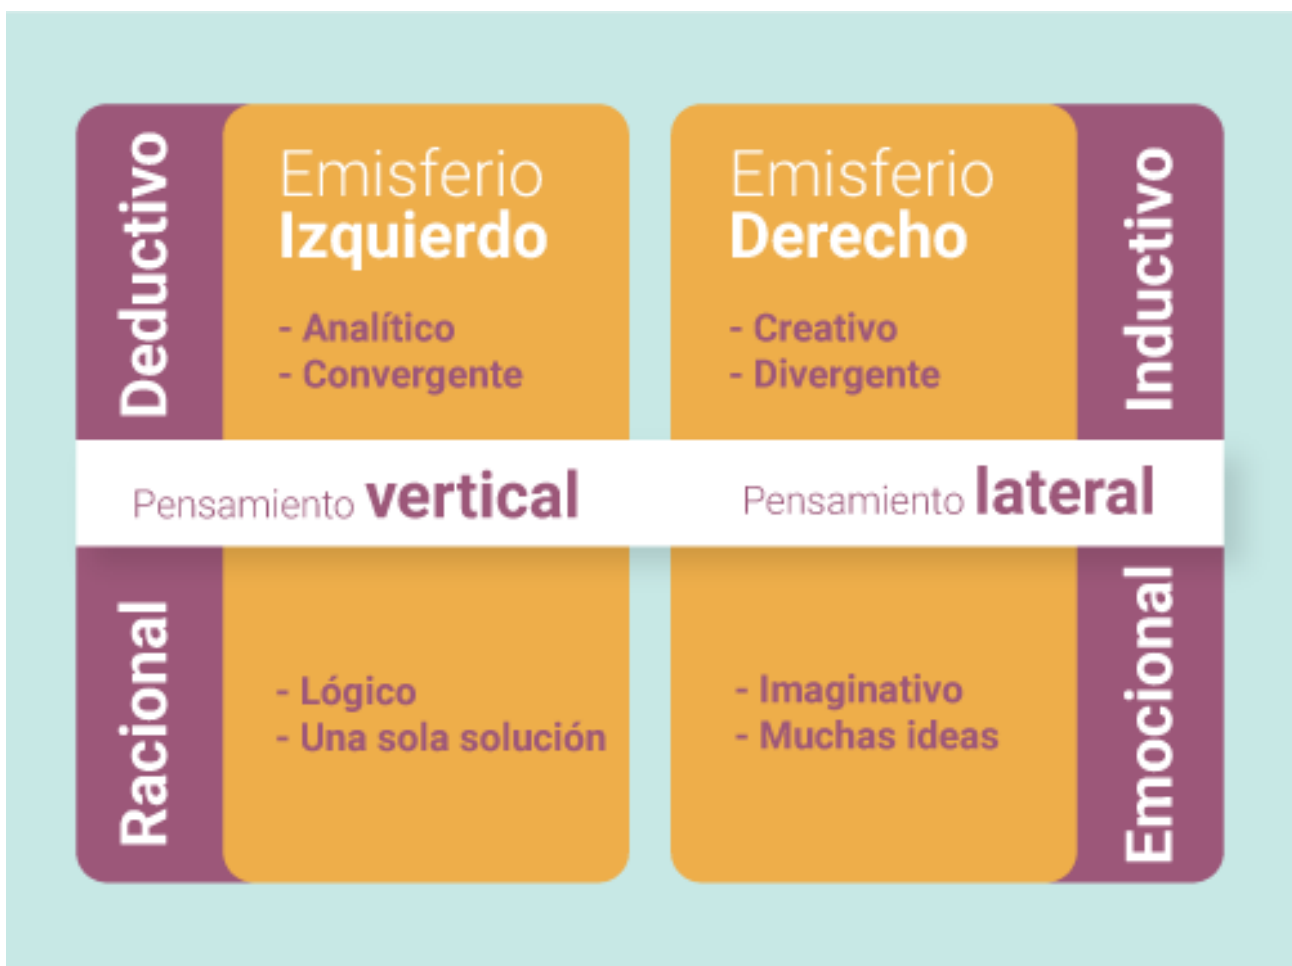 Deductivo
Emisferio
Izquierdo
- Analítico
- Convergente
Emisferio
Derecho
- Creativo
- Divergente
Inductivo
Pensamiento vertical
Pensamiento lateral
Racional
- Lógico
- Una sola solución
- Imaginativo
- Muchas ideas
Emocional